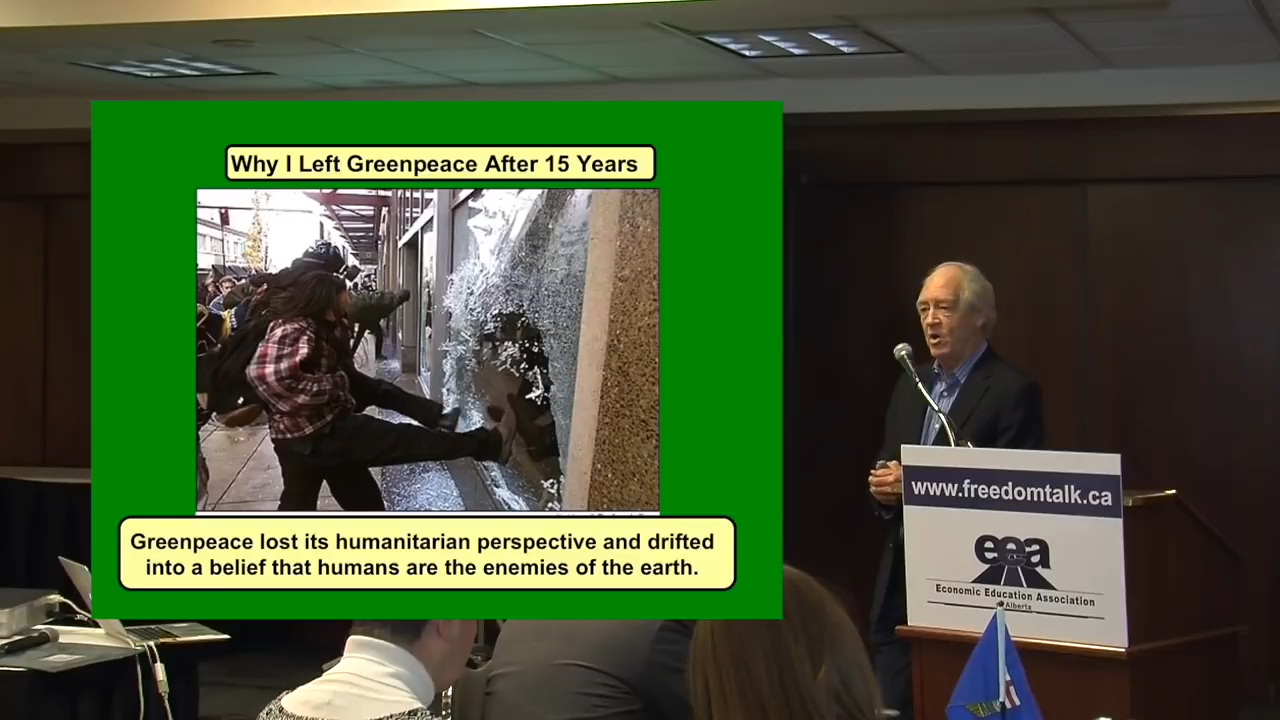 Why I Left Greenpeace After 15 Years
Greenpeace lost its humanitarian perspective and drifted
into a belief that humans are the enemies of the earth.
www.freedomtalk.ca
eea
Economic Education Association
of Alberta